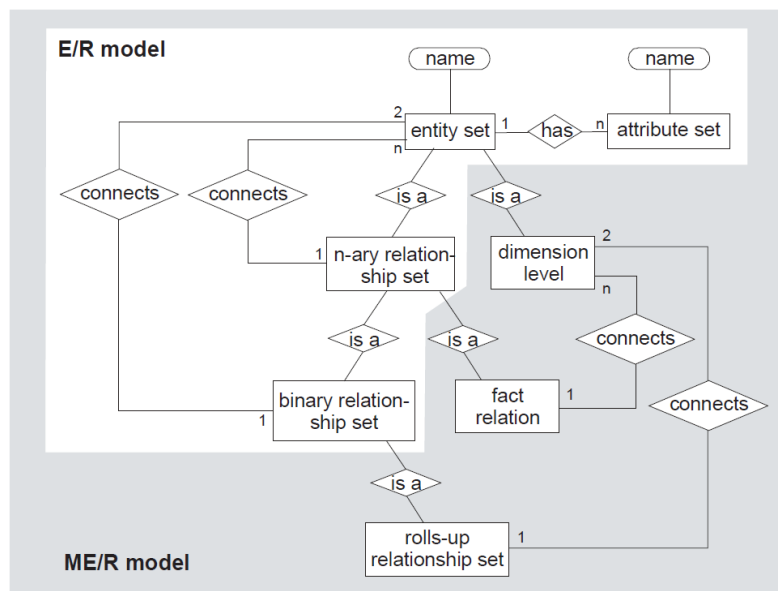 E/R model
name
name
2
entity set
1
has
n
attribute set
n
connects
connects
is a
is a
1
n-ary relation-
ship set
dimension
level
2
n
is a
is a
connects
binary relation-
ship set
1
fact
relation
1
connects
is a
rolls-up
relationship set
1
ME/R model